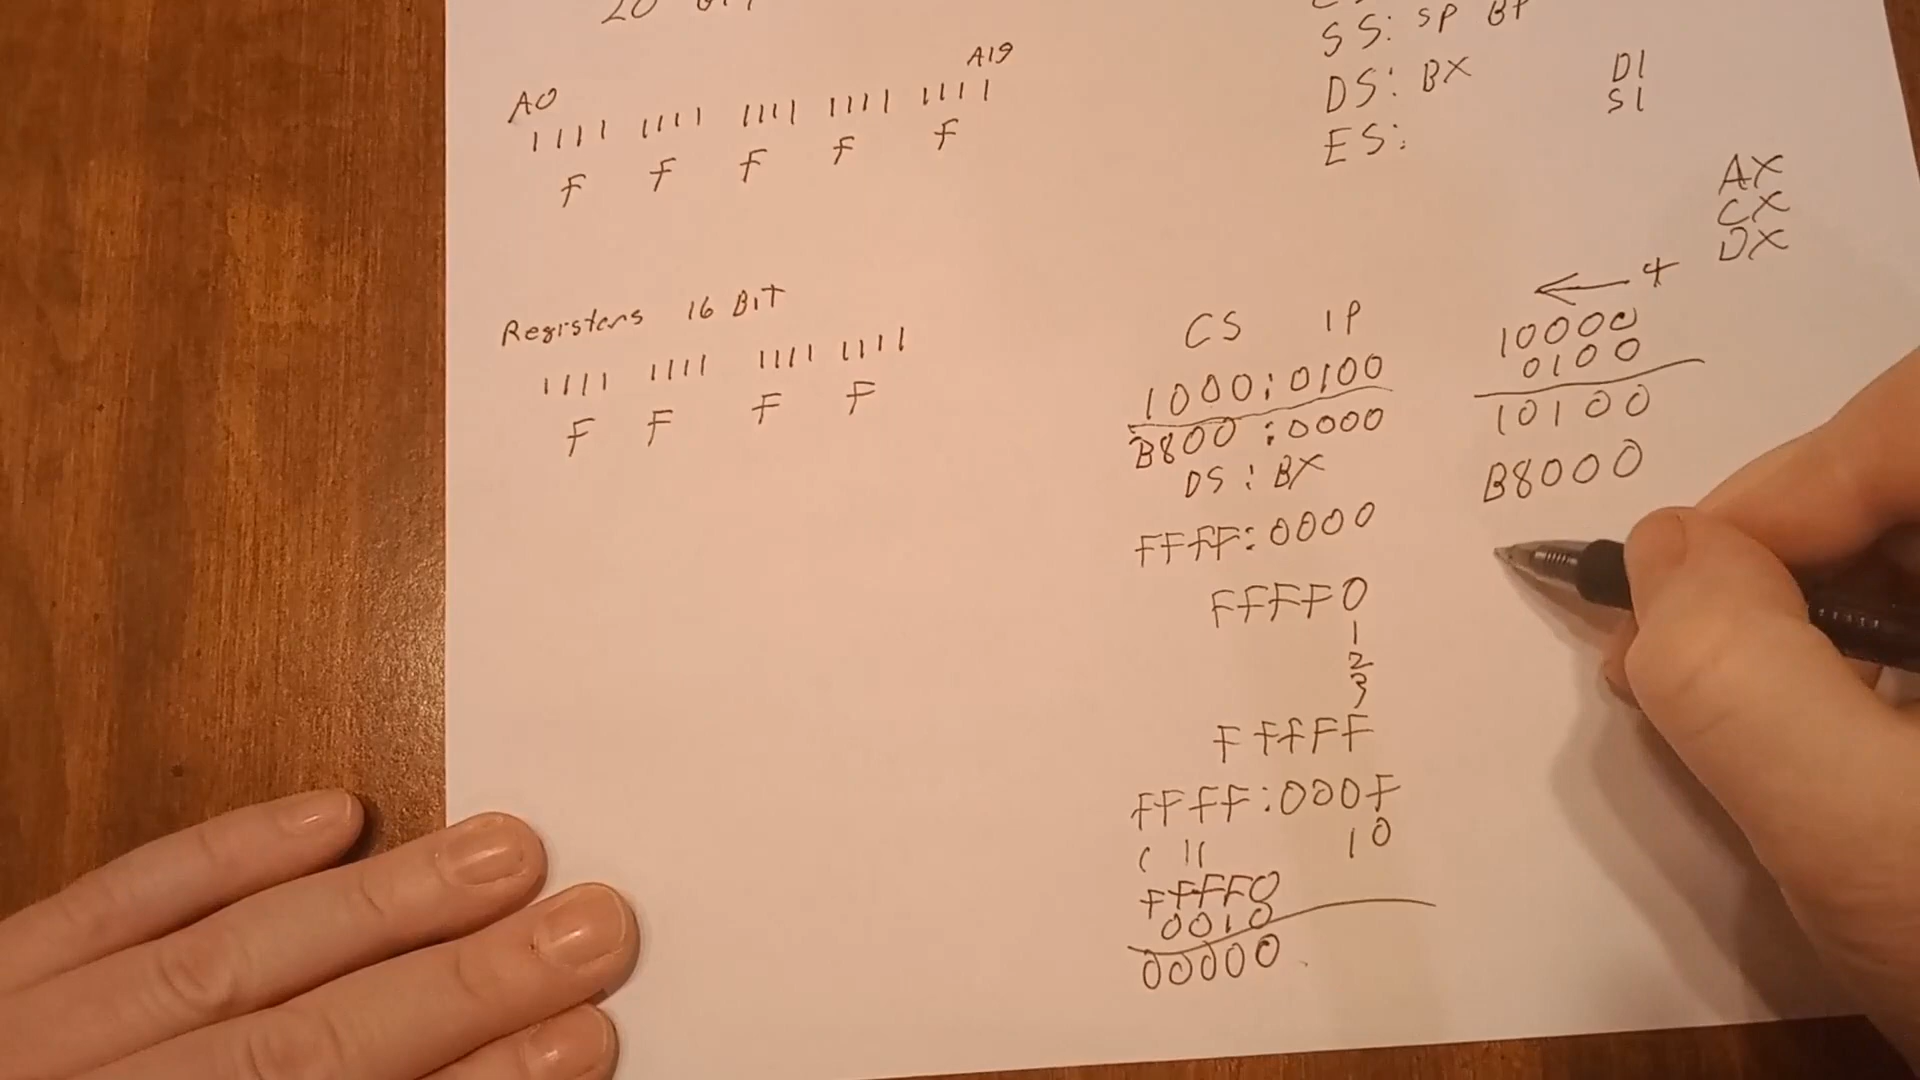 20
A0 A19
1111 1111 1111 1111 1111
F F F F F
Registers 16 BIT
1111 1111 1111 1111
F F F F
SS: SP BP
DS: BX
ES:
DI
SI
AX
CX
DX
← 4
10000
0100
10100
B8000
CS IP
1000:0100
B800:0000
DS: BX
FFFF:0000
FFFF0
1
2
3
FFFFF
FFFF:000F
10
FFFF0
0010
00000